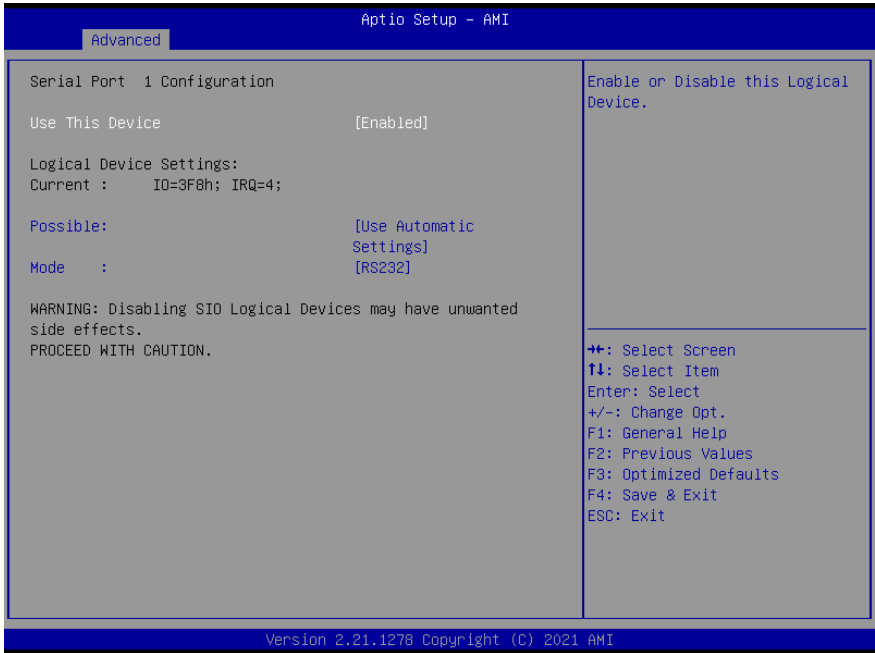 Aptio Setup – AMI
Advanced
Serial Port 1 Configuration
Use This Device [Enabled]
Logical Device Settings:
Current : IO=3F8h; IRQ=4;
Possible: [Use Automatic
Settings]
Mode : [RS232]
WARNING: Disabling SIO Logical Devices may have unwanted
side effects.
PROCEED WITH CAUTION.
Enable or Disable this Logical
Device.
→←: Select Screen
↑↓: Select Item
Enter: Select
+/-: Change Opt.
F1: General Help
F2: Previous Values
F3: Optimized Defaults
F4: Save & Exit
ESC: Exit
Version 2.21.1278 Copyright (C) 2021 AMI